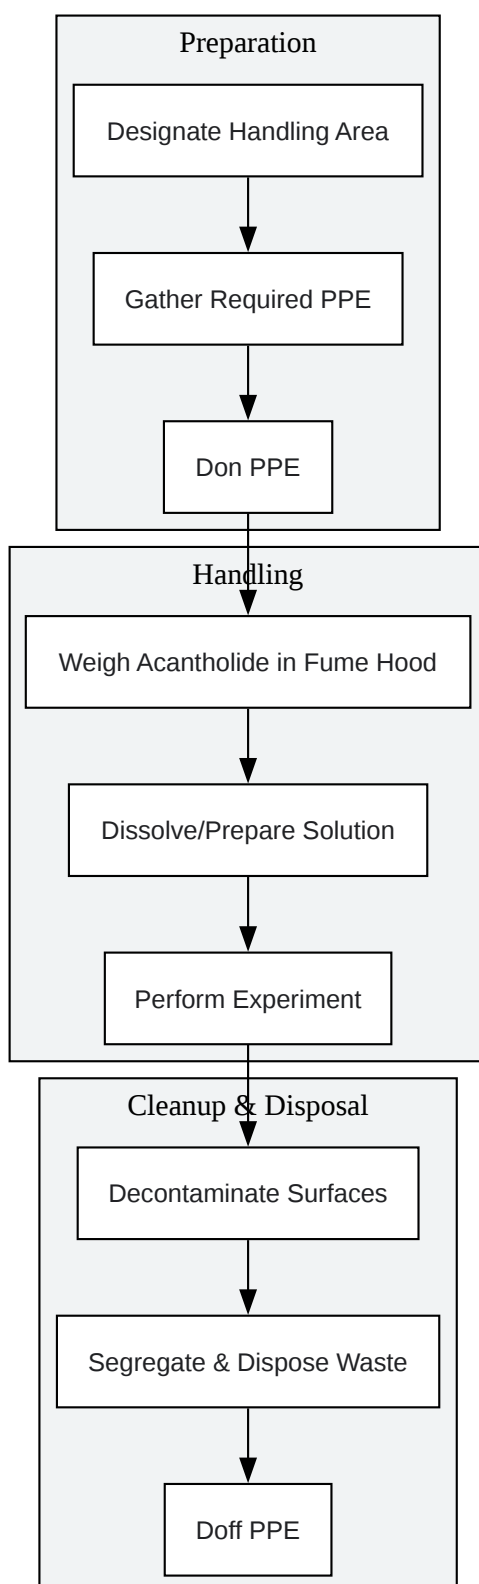 Preparation
Designate Handling Area
Gather Required PPE
Don PPE
Handling
Weigh Acantholide in Fume Hood
Dissolve/Prepare Solution
Perform Experiment
Cleanup & Disposal
Decontaminate Surfaces
Segregate & Dispose Waste
Doff PPE